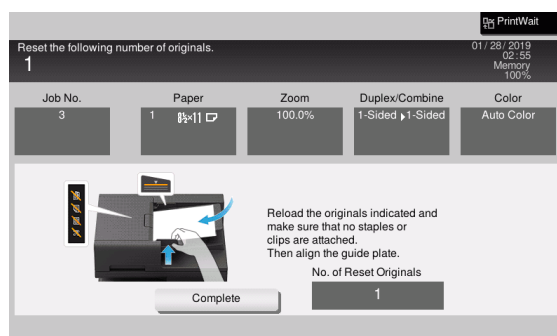 PrintWait
Reset the following number of originals.
1
01/28/2019
02:55
Memory
100%
Job No.
Paper
Zoom
Duplex/Combine
Color
3
1 8½×11
100.0%
1-Sided ▸1-Sided
Auto Color
Reload the originals indicated and
make sure that no staples or
clips are attached.
Then align the guide plate.
No. of Reset Originals
Complete
1